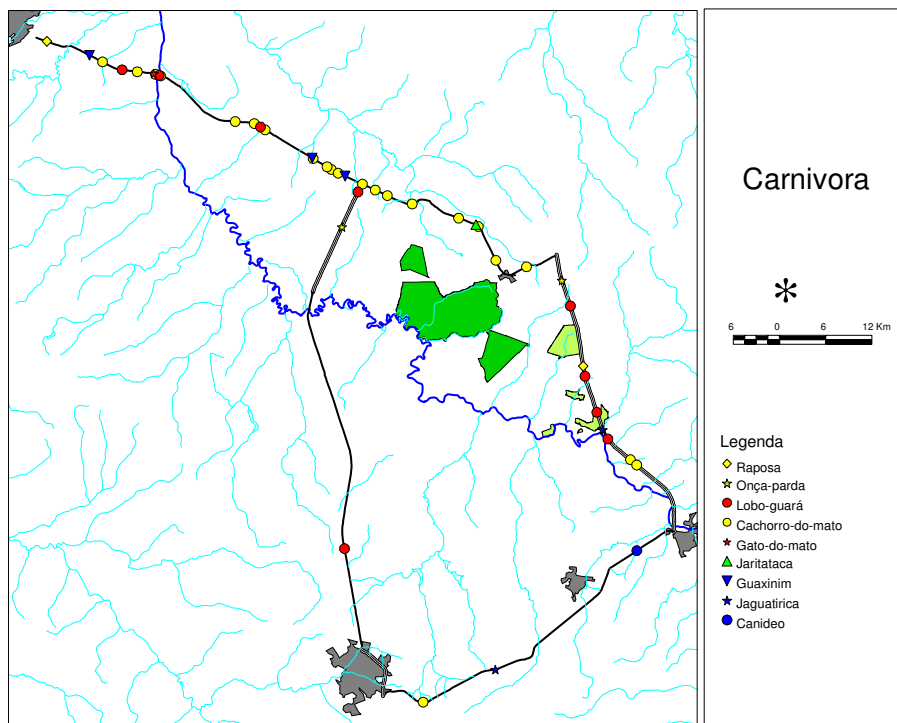 Carnivora
6 0 6 12 Km
Legenda
Raposa
Onça-parda
Lobo-guará
Cachorro-do-mato
Gato-do-mato
Jaritataca
Guaxinim
Jaguatirica
Canideo